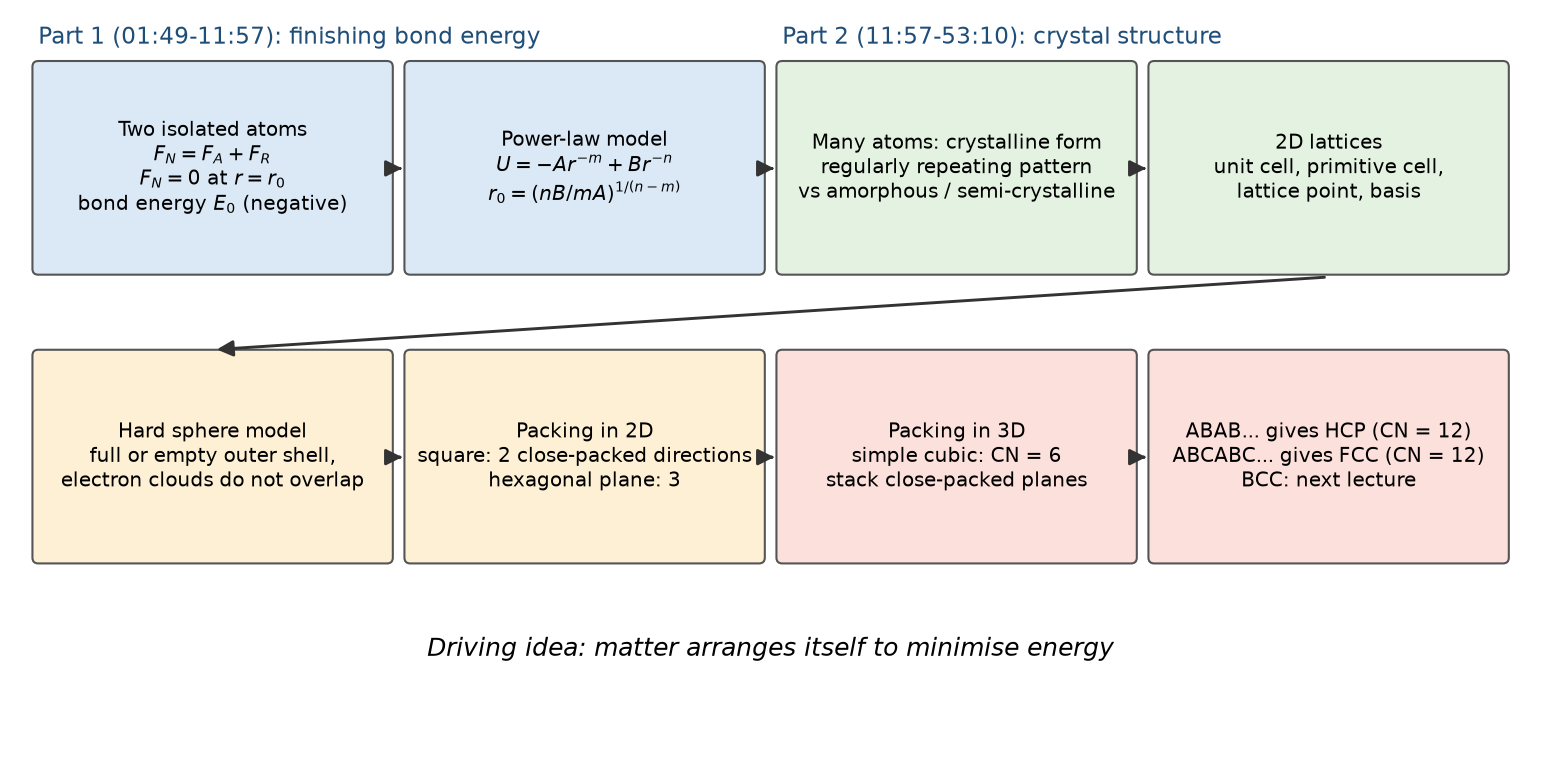 Part 1 (01:49-11:57): finishing bond energy
Part 2 (11:57-53:10): crystal structure
Two isolated atoms
$F_N = F_A + F_R$
$F_N = 0$ at $r = r_0$
bond energy $E_0$ (negative)
Power-law model
$U = -Ar^{-m} + Br^{-n}$
$r_0 = (nB/mA)^{1/(n-m)}$
Many atoms: crystalline form
regularly repeating pattern
vs amorphous / semi-crystalline
2D lattices
unit cell, primitive cell,
lattice point, basis
Hard sphere model
full or empty outer shell,
electron clouds do not overlap
Packing in 2D
square: 2 close-packed directions
hexagonal plane: 3
Packing in 3D
simple cubic: CN = 6
stack close-packed planes
ABAB... gives HCP (CN = 12)
ABCABC... gives FCC (CN = 12)
BCC: next lecture
Driving idea: matter arranges itself to minimise energy